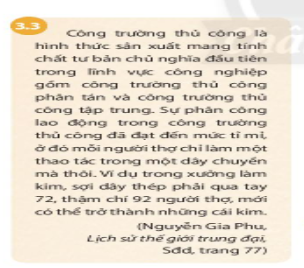 3.3
Công trường thủ công là
hình thức sản xuất mang tính
chất tư bản chủ nghĩa đầu tiên
trong lĩnh vực công nghiệp
gồm công trường thủ công
phân tán và công trường thủ
công tập trung. Sự phân công
lao động trong công trường
thủ công đã đạt đến mức tỉ mỉ,
ở đó mỗi người thợ chỉ làm một
thao tác trong một dây chuyền
mà thôi. Ví dụ trong xưởng làm
kim, sợi dây thép phải qua tay
72, thậm chí 92 người thợ, mới
có thể trở thành những cái kim.
(Nguyễn Gia Phu,
Lịch sử thế giới trung đại,
Sđd, trang 77)